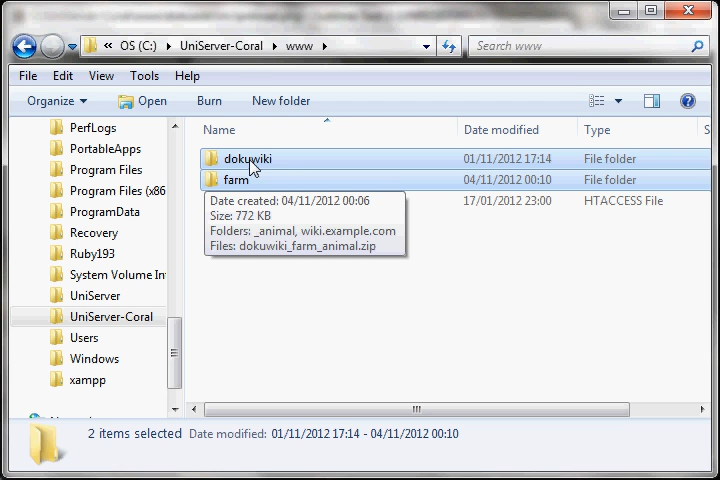 « OS (C:) ▸ UniServer-Coral ▸ www ▸
Search www
File Edit View Tools Help
Organize Open Burn New folder
Name Date modified Type S
PerfLogs
PortableApps
Program Files
Program Files (x86
ProgramData
Recovery
Ruby193
System Volume In
UniServer
UniServer-Coral
Users
Windows
xampp
dokuwiki 01/11/2012 17:14 File folder
farm 04/11/2012 00:10 File folder
17/01/2012 23:00 HTACCESS File
Date created: 04/11/2012 00:06
Size: 772 KB
Folders: _animal, wiki.example.com
Files: dokuwiki_farm_animal.zip
2 items selected Date modified: 01/11/2012 17:14 - 04/11/2012 00:10